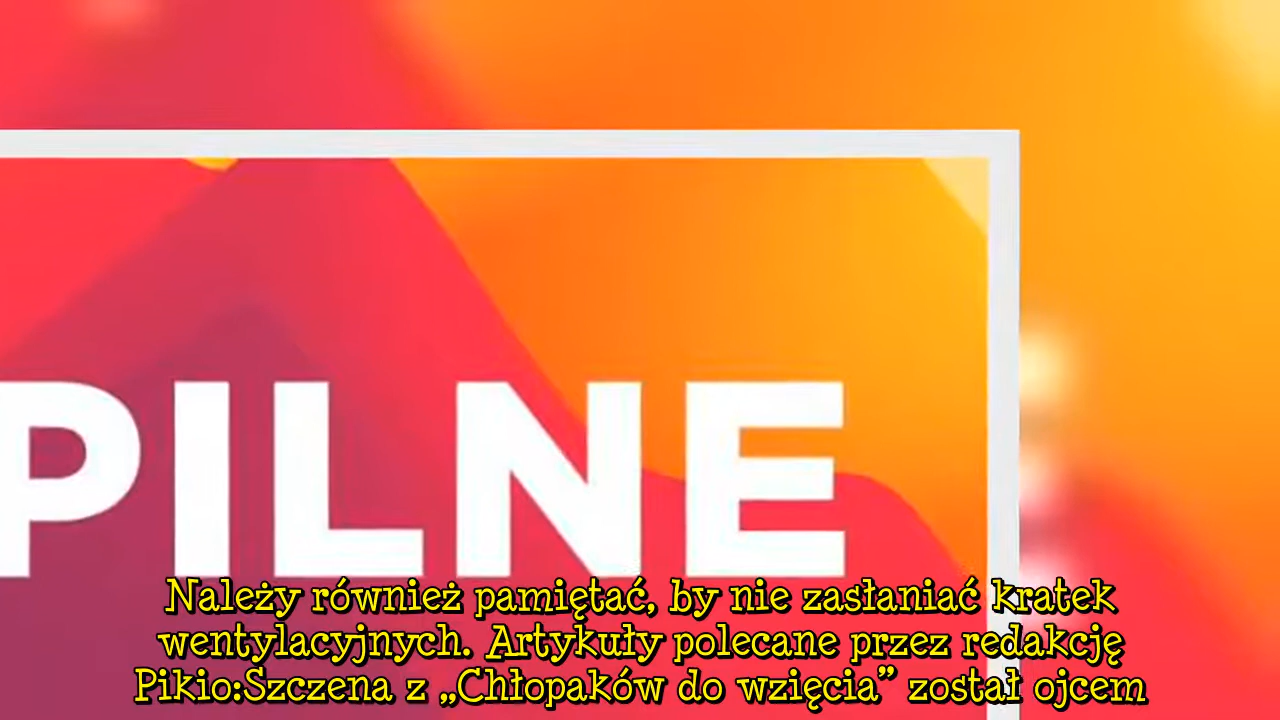 PILNE
Należy również pamiętać, by nie zasłaniać kratek
wentylacyjnych. Artykuły polecane przez redakcję
Pikio:Szczena z „Chłopaków do wzięcia” został ojcem